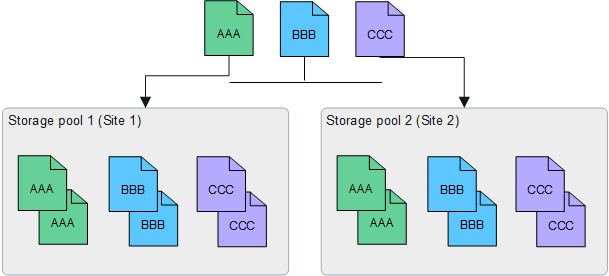 AAA
BBB
CCC
Storage pool 1 (Site 1)
Storage pool 2 (Site 2)
AAA
AAA
BBB
BBB
CCC
CCC
AAA
AAA
BBB
BBB
CCC
CCC